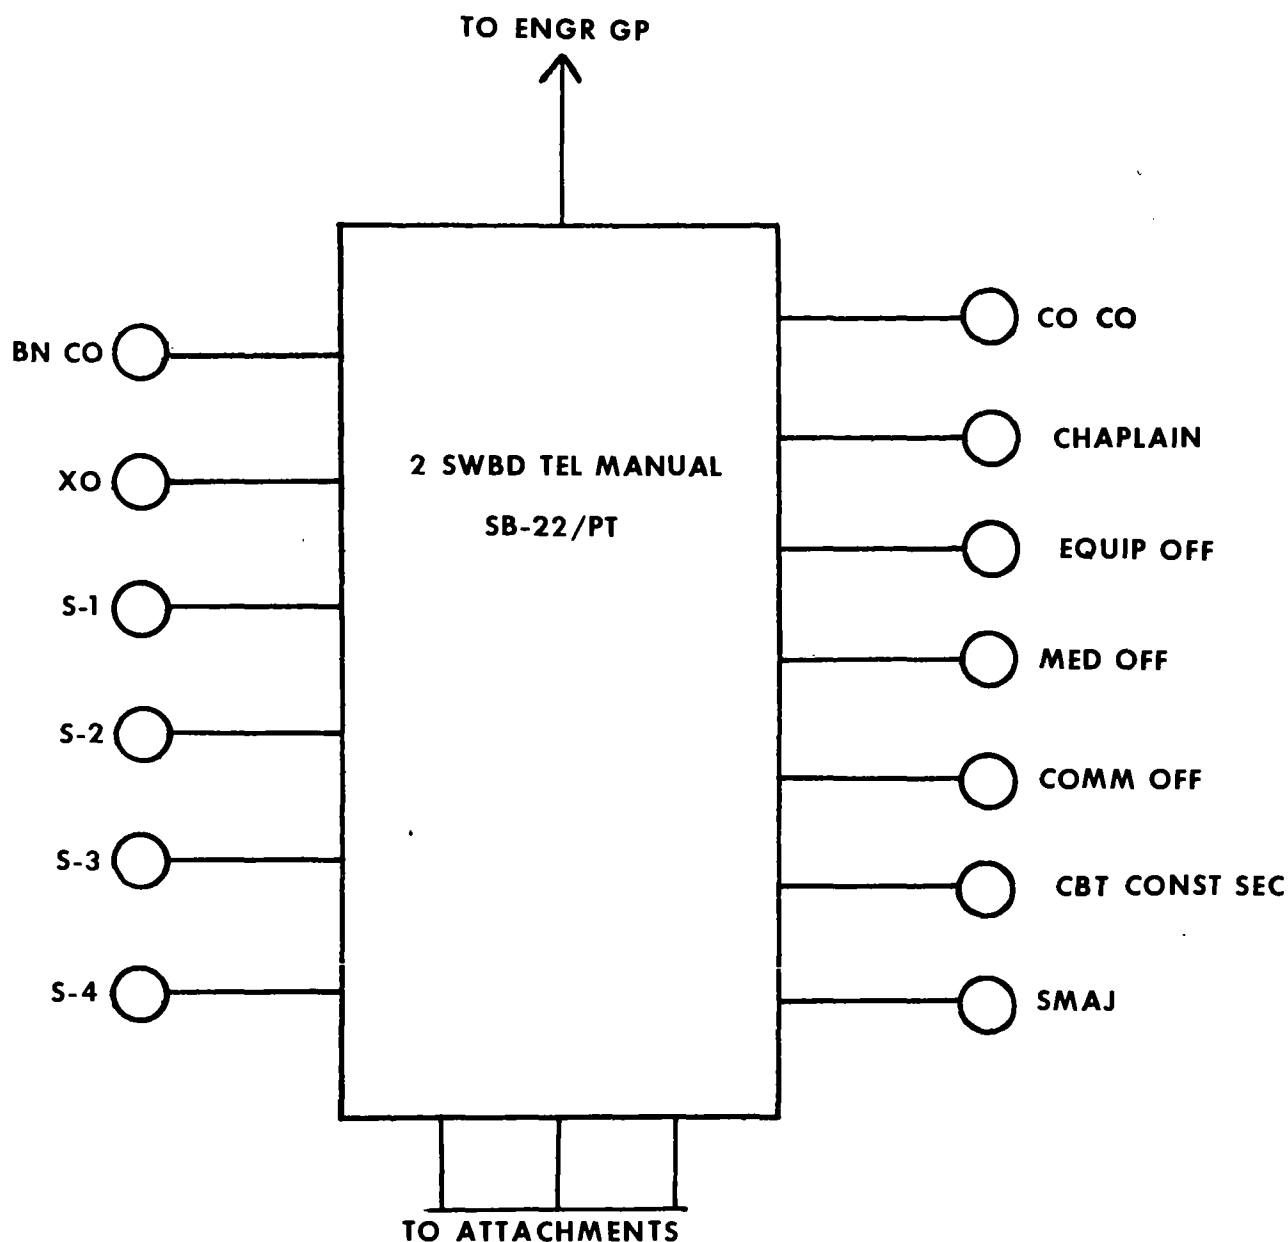 TO ENGR GP
BN CO
XO
S-1
S-2
S-3
S-4
2 SWBD TEL MANUAL
SB-22/PT
CO CO
CHAPLAIN
EQUIP OFF
MED OFF
COMM OFF
CBT CONST SEC
SMAJ
TO ATTACHMENTS